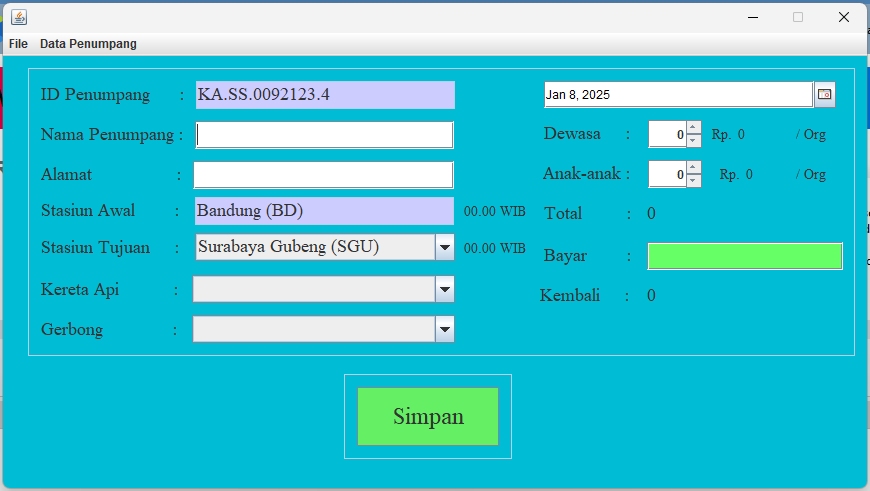 File Data Penumpang
ID Penumpang : KA.SS.0092123.4
Nama Penumpang :
Alamat :
Stasiun Awal : Bandung (BD) 00.00 WIB
Stasiun Tujuan : Surabaya Gubeng (SGU) 00.00 WIB
Kereta Api :
Gerbong :
Jan 8, 2025
Dewasa : 0 Rp. 0 / Org
Anak-anak : 0 Rp. 0 / Org
Total : 0
Bayar :
Kembali : 0
Simpan